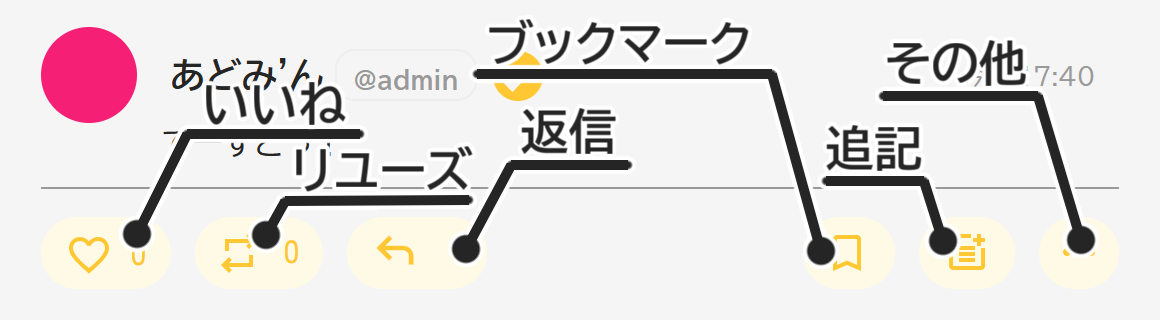 ブックマーク
その他
あどみ'ん
@admin
7:40
いいね
返信
追記
リユーズ
0
0